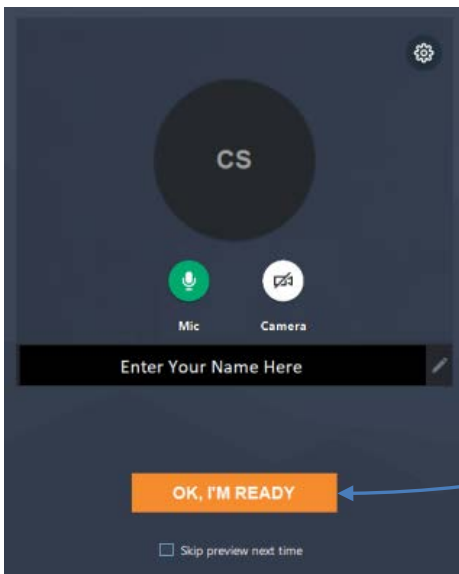 CS
Mic Camera
Enter Your Name Here
OK, I'M READY
Skip preview next time